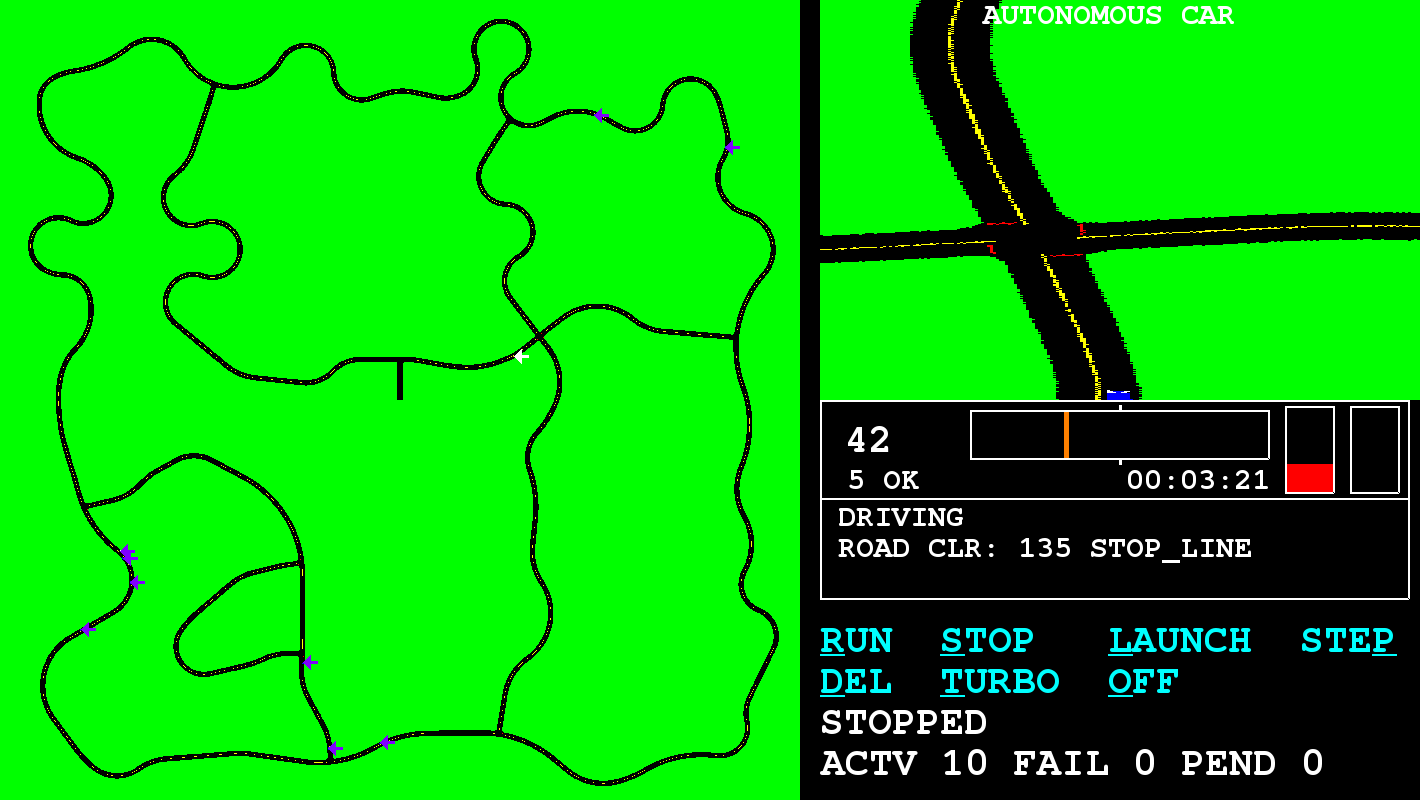 AUTONOMOUS CAR
42
5 OK 00:03:21
DRIVING
ROAD CLR: 135 STOP_LINE
RUN STOP LAUNCH STEP
DEL TURBO OFF
STOPPED
ACTV 10 FAIL 0 PEND 0